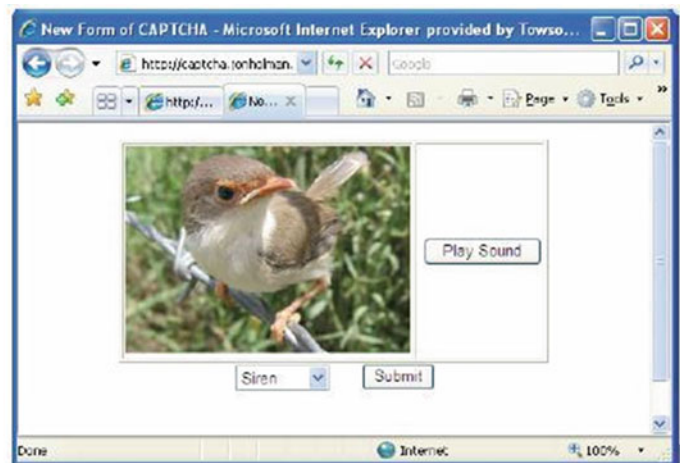 New Form of CAPTCHA - Microsoft Internet Explorer provided by Towso...
http://captcha.jonholman.
Google
http:/... No... X Page Tools »
Play Sound
Siren Submit
Done Internet 100%